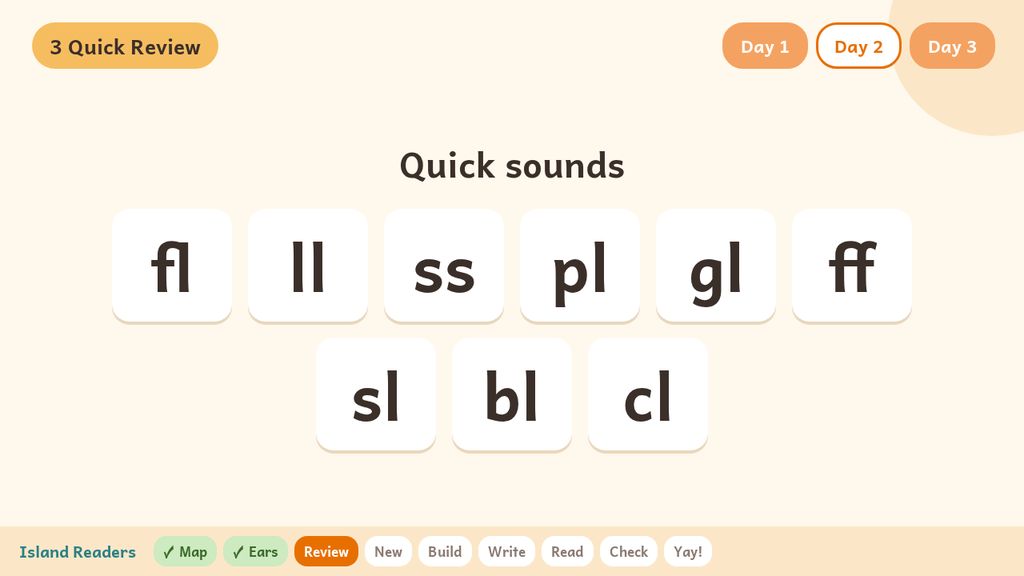 3 Quick Review
Day 1 Day 2 Day 3
Quick sounds
fl ll ss pl gl ff
sl bl cl
Island Readers ✓ Map ✓ Ears Review New Build Write Read Check Yay!